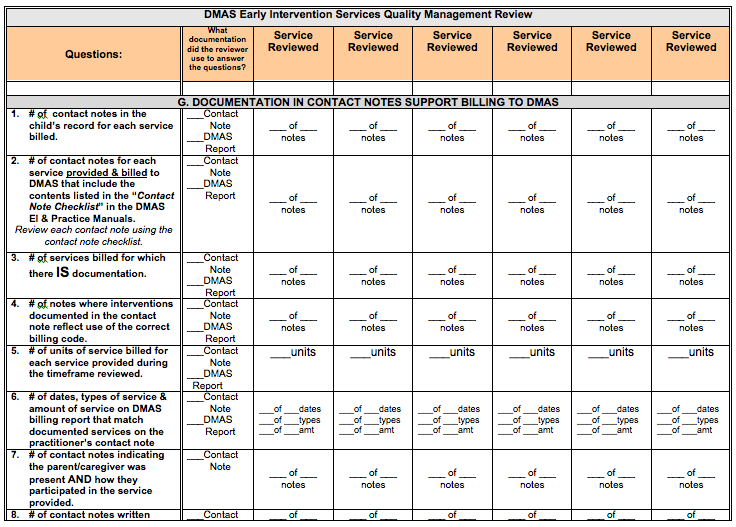 DMAS Early Intervention Services Quality Management Review
Questions:
What
documentation
did the reviewer
use to answer
the questions?
Service
Reviewed
Service
Reviewed
Service
Reviewed
Service
Reviewed
Service
Reviewed
Service
Reviewed
G. DOCUMENTATION IN CONTACT NOTES SUPPORT BILLING TO DMAS
1. # of contact notes in the
child's record for each service
billed.
___Contact
Note
___DMAS
Report
___ of ___
notes
___ of ___
notes
___ of ___
notes
___ of ___
notes
___ of ___
notes
___ of ___
notes
2. # of contact notes for each
service provided & billed to
DMAS that include the
contents listed in the "Contact
Note Checklist" in the DMAS
EI & Practice Manuals.
Review each contact note using the
contact note checklist.
___Contact
Note
___DMAS
Report
___ of ___
notes
___ of ___
notes
___ of ___
notes
___ of ___
notes
___ of ___
notes
___ of ___
notes
3. # of services billed for which
there IS documentation.
___Contact
Note
___DMAS
Report
___ of ___
notes
___ of ___
notes
___ of ___
notes
___ of ___
notes
___ of ___
notes
___ of ___
notes
4. # of notes where interventions
documented in the contact
note reflect use of the correct
billing code.
___Contact
Note
___DMAS
Report
___ of ___
notes
___ of ___
notes
___ of ___
notes
___ of ___
notes
___ of ___
notes
___ of ___
notes
5. # of units of service billed for
each service provided during
the timeframe reviewed.
___Contact
Note
___DMAS
Report
___units
___units
___units
___units
___units
___units
6. # of dates, types of service &
amount of service on DMAS
billing report that match
documented services on the
practitioner's contact note
___Contact
Note
___DMAS
Report
___of ___dates
___of ___types
___of ___amt
___of ___dates
___of ___types
___of ___amt
___of ___dates
___of ___types
___of ___amt
___of ___dates
___of ___types
___of ___amt
___of ___dates
___of ___types
___of ___amt
___of ___dates
___of ___types
___of ___amt
7. # of contact notes indicating
the parent/caregiver was
present AND how they
participated in the service
provided.
___Contact
Note
___ of ___
notes
___ of ___
notes
___ of ___
notes
___ of ___
notes
___ of ___
notes
___ of ___
notes
8. # of contact notes written
___Contact
___ of ___
___ of ___
___ of ___
___ of ___
___ of ___
___ of ___